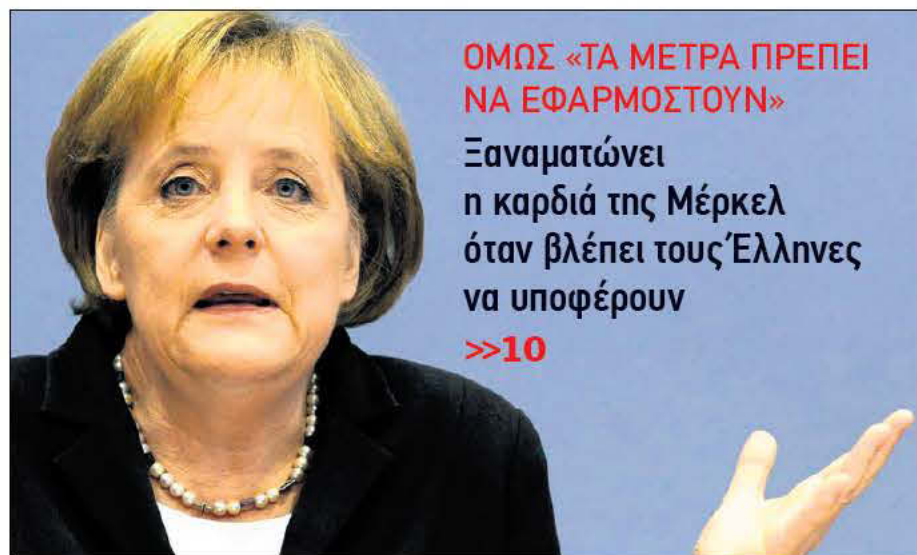 ΟΜΩΣ «ΤΑ ΜΕΤΡΑ ΠΡΕΠΕΙ
ΝΑ ΕΦΑΡΜΟΣΤΟΥΝ»
Ξαναματώνει
η καρδιά της Μέρκελ
όταν βλέπει τους Έλληνες
να υποφέρουν
>>10